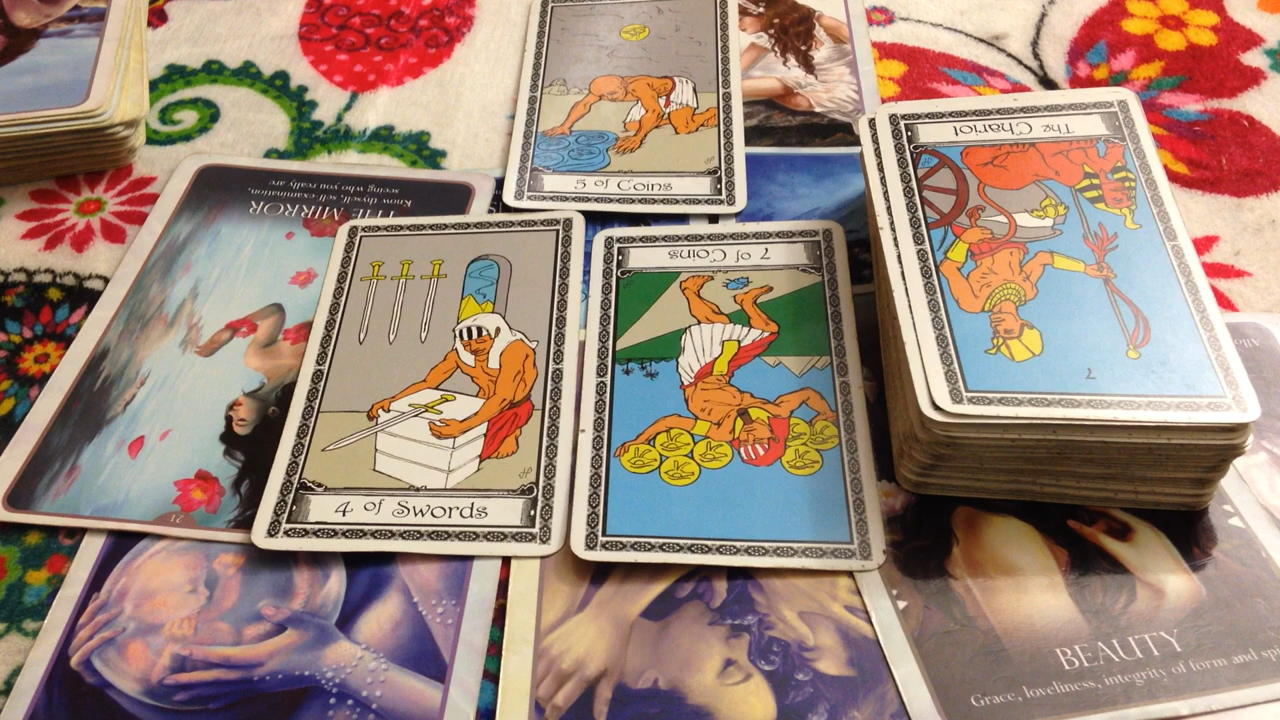 5 of Coins
The Chariot
7
THE MIRROR
Know thyself, self-examination,
seeing who you really are
21
4 of Swords
7 of Coins
BEAUTY
Grace, loveliness, integrity of form and